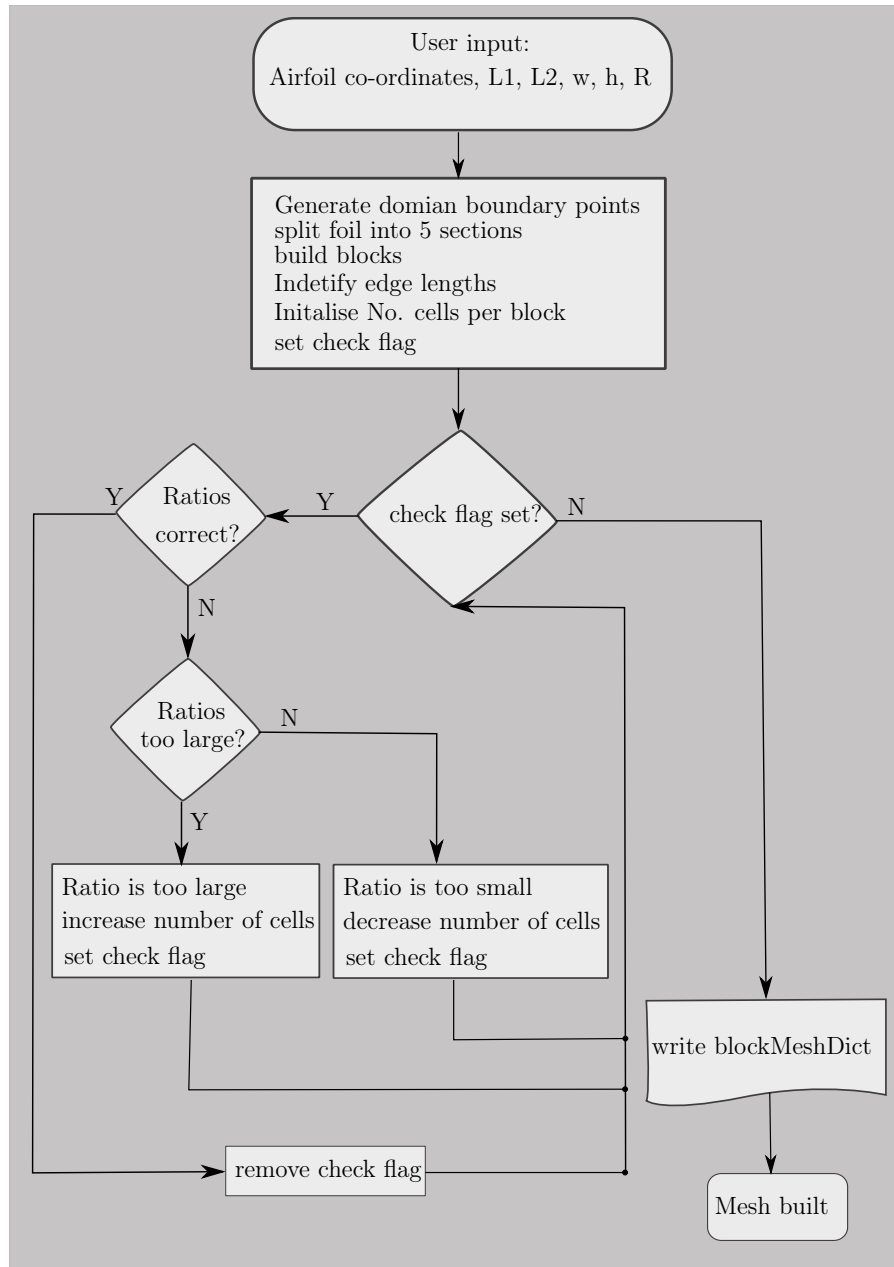 User input:
Airfoil co-ordinates, L1, L2, w, h, R
Generate domian boundary points
split foil into 5 sections
build blocks
Indetify edge lengths
Initalise No. cells per block
set check flag
check flag set?
Y
N
Ratios
correct?
Y
N
Ratios
too large?
N
Y
Ratio is too large
increase number of cells
set check flag
Ratio is too small
decrease number of cells
set check flag
write blockMeshDict
remove check flag
Mesh built